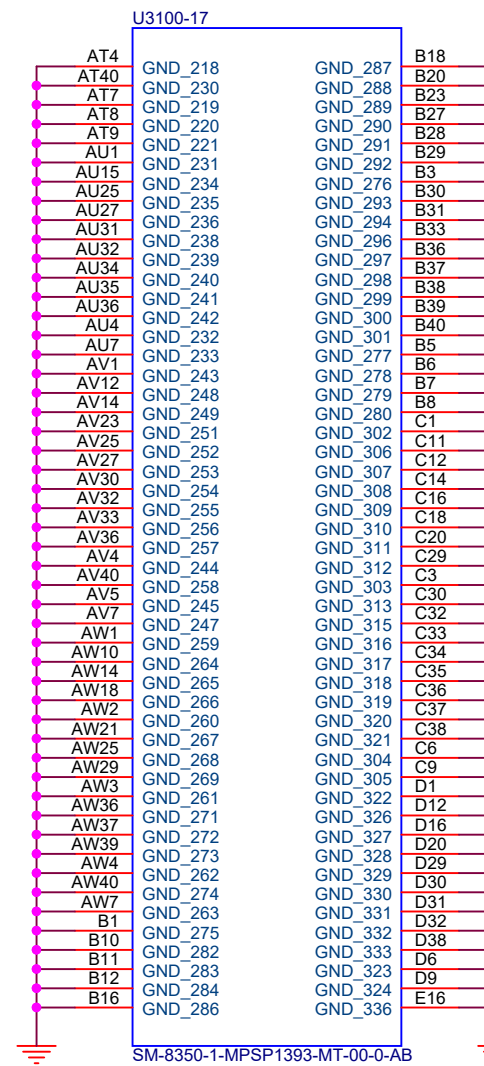 U3100-17
AT4 GND_218 GND_287 B18
AT40 GND_230 GND_288 B20
AT7 GND_219 GND_289 B23
AT8 GND_220 GND_290 B27
AT9 GND_221 GND_291 B28
AU1 GND_231 GND_292 B29
AU15 GND_234 GND_276 B3
AU25 GND_235 GND_293 B30
AU27 GND_236 GND_294 B31
AU31 GND_238 GND_296 B33
AU32 GND_239 GND_297 B36
AU34 GND_240 GND_298 B37
AU35 GND_241 GND_299 B38
AU36 GND_242 GND_300 B39
AU4 GND_232 GND_301 B40
AU7 GND_233 GND_277 B5
AV1 GND_243 GND_278 B6
AV12 GND_248 GND_279 B7
AV14 GND_249 GND_280 B8
AV23 GND_251 GND_302 C1
AV25 GND_252 GND_306 C11
AV27 GND_253 GND_307 C12
AV30 GND_254 GND_308 C14
AV32 GND_255 GND_309 C16
AV33 GND_256 GND_310 C18
AV36 GND_257 GND_311 C20
AV4 GND_244 GND_312 C29
AV40 GND_258 GND_303 C3
AV5 GND_245 GND_313 C30
AV7 GND_247 GND_315 C32
AW1 GND_259 GND_316 C33
AW10 GND_264 GND_317 C34
AW14 GND_265 GND_318 C35
AW18 GND_266 GND_319 C36
AW2 GND_260 GND_320 C37
AW21 GND_267 GND_321 C38
AW25 GND_268 GND_304 C6
AW29 GND_269 GND_305 C9
AW3 GND_261 GND_322 D1
AW36 GND_271 GND_326 D12
AW37 GND_272 GND_327 D16
AW39 GND_273 GND_328 D20
AW4 GND_262 GND_329 D29
AW40 GND_274 GND_330 D30
AW7 GND_263 GND_331 D31
B1 GND_275 GND_332 D32
B10 GND_282 GND_333 D38
B11 GND_283 GND_323 D6
B12 GND_284 GND_324 D9
B16 GND_286 GND_336 E16
SM-8350-1-MPSP1393-MT-00-0-AB